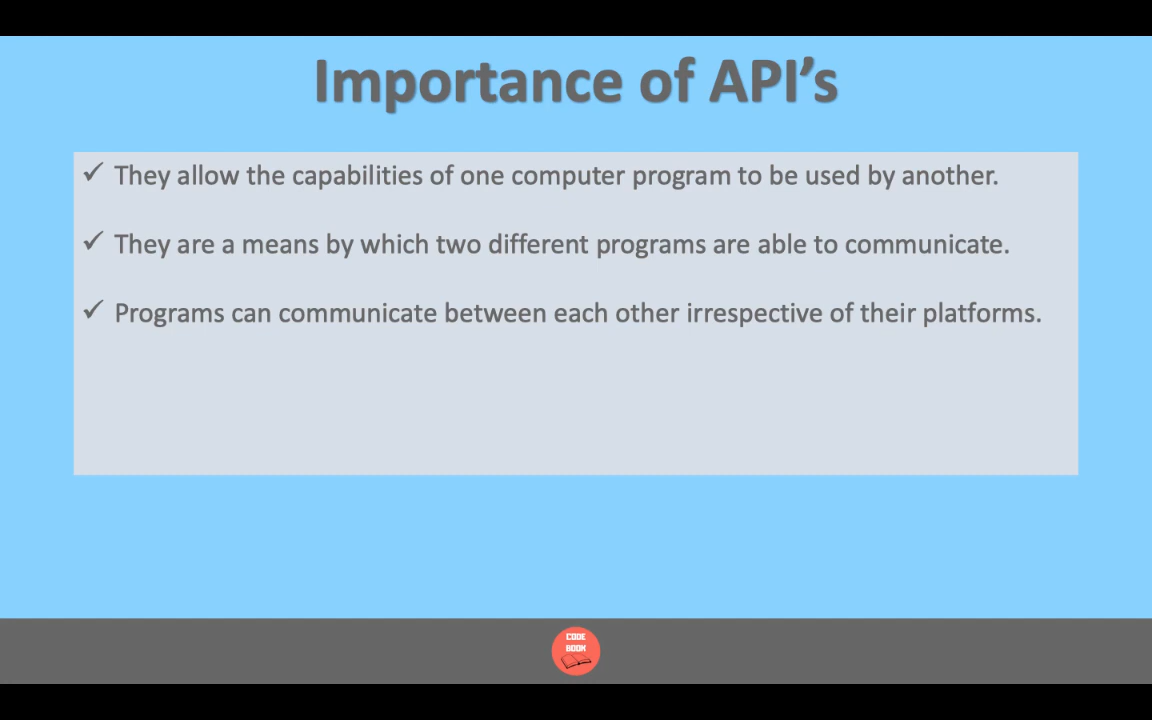 Importance of API’s
✓ They allow the capabilities of one computer program to be used by another.
✓ They are a means by which two different programs are able to communicate.
✓ Programs can communicate between each other irrespective of their platforms.
CODE
BOOK